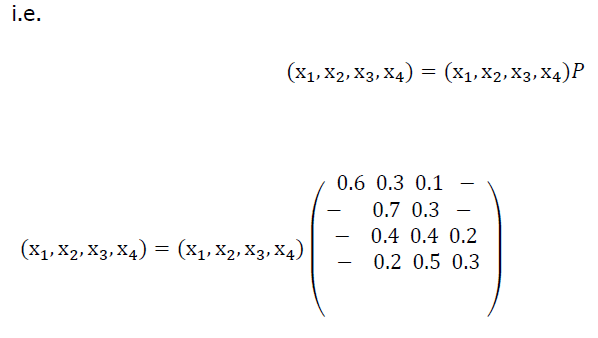 i.e.
(x₁, x₂, x₃, x₄) = (x₁, x₂, x₃, x₄)P
0.6 0.3 0.1 −
− 0.7 0.3 −
− 0.4 0.4 0.2
(x₁, x₂, x₃, x₄) = (x₁, x₂, x₃, x₄)
− 0.2 0.5 0.3